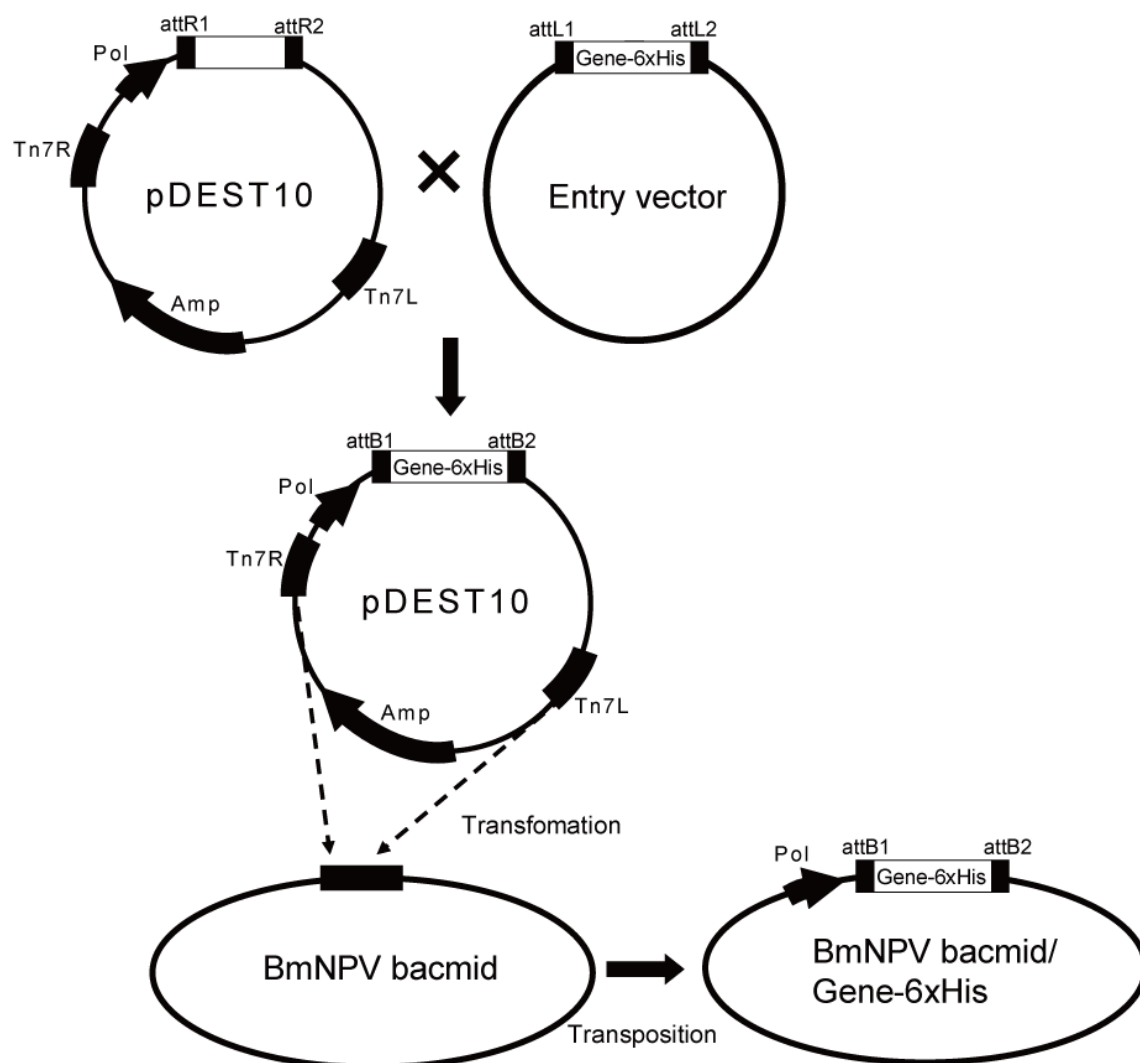 attR1
attR2
Pol
Tn7R
pDEST10
Tn7L
Amp
attL1
attL2
Gene-6xHis
Entry vector
attB1
attB2
Gene-6xHis
Pol
Tn7R
pDEST10
Tn7L
Amp
Transfomation
BmNPV bacmid
Transposition
Pol
attB1
attB2
Gene-6xHis
BmNPV bacmid/
Gene-6xHis